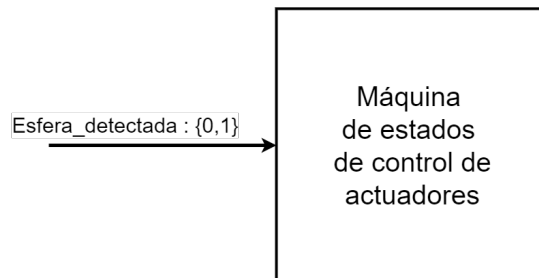 Esfera_detectada : {0,1}
Máquina
de estados
de control de
actuadores